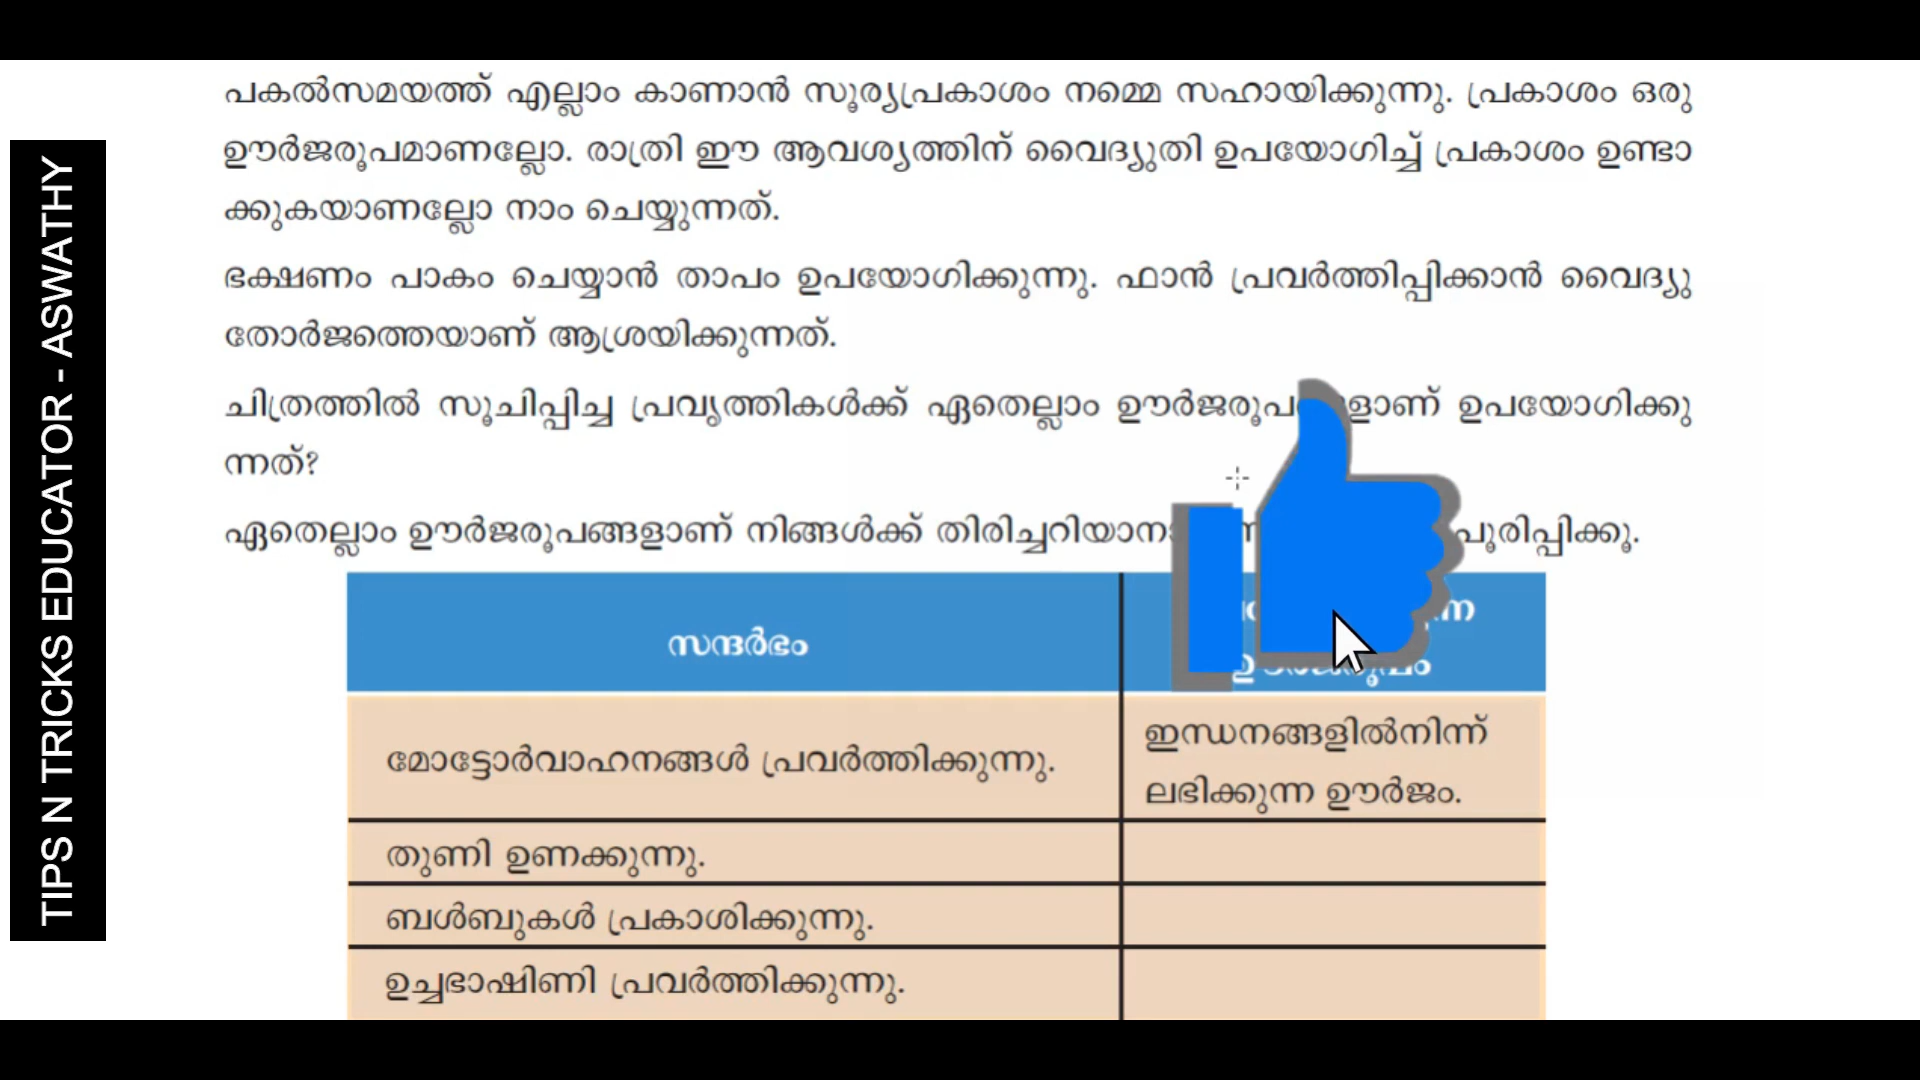 TIPS N TRICKS EDUCATOR - ASWATHY
പകൽസമയത്ത് എല്ലാം കാണാൻ സൂര്യപ്രകാശം നമ്മെ സഹായിക്കുന്നു. പ്രകാശം ഒരു
ഊർജരൂപമാണല്ലോ. രാത്രി ഈ ആവശ്യത്തിന് വൈദ്യുതി ഉപയോഗിച്ച് പ്രകാശം ഉണ്ടാ
ക്കുകയാണല്ലോ നാം ചെയ്യുന്നത്.
ഭക്ഷണം പാകം ചെയ്യാൻ താപം ഉപയോഗിക്കുന്നു. ഫാൻ പ്രവർത്തിപ്പിക്കാൻ വൈദ്യു
തോർജത്തെയാണ് ആശ്രയിക്കുന്നത്.
ചിത്രത്തിൽ സൂചിപ്പിച്ച പ്രവൃത്തികൾക്ക് ഏതെല്ലാം ഉപയോഗിക്കു
ന്നത്?
ഏതെല്ലാം ഊർജരൂപങ്ങളാണ് നിങ്ങൾക്ക് പൂരിപ്പിക്കൂ.
സന്ദർഭം
മോട്ടോർവാഹനങ്ങൾ പ്രവർത്തിക്കുന്നു.
ഇന്ധനങ്ങളിൽനിന്ന്
ലഭിക്കുന്ന ഊർജം.
തുണി ഉണക്കുന്നു.
ബൾബുകൾ പ്രകാശിക്കുന്നു.
ഉച്ചഭാഷിണി പ്രവർത്തിക്കുന്നു.